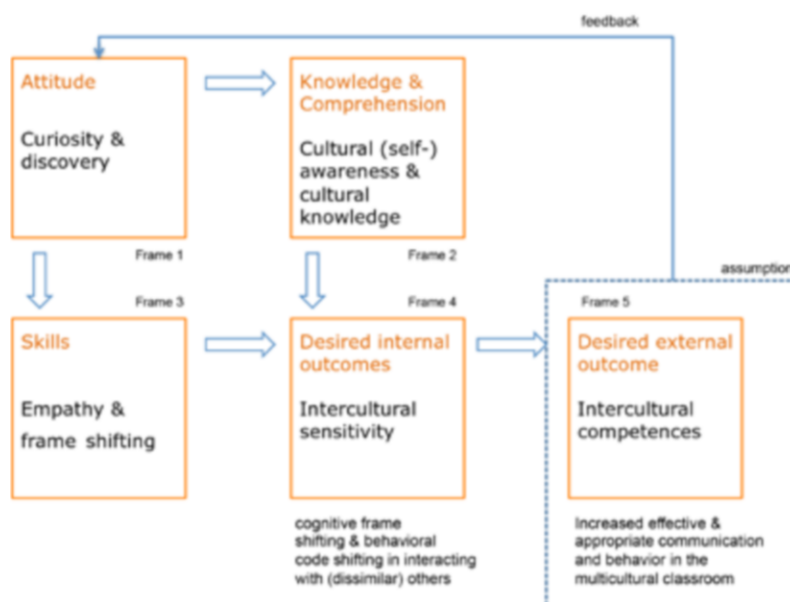 feedback
Attitude
Curiosity &
discovery
Frame 1
Knowledge &
Comprehension
Cultural (self-)
awareness &
cultural
knowledge
Frame 2
assumption
Frame 3
Skills
Empathy &
frame shifting
Frame 4
Desired internal
outcomes
Intercultural
sensitivity
cognitive frame
shifting & behavioral
code shifting in interacting
with (dissimilar) others
Frame 5
Desired external
outcome
Intercultural
competences
Increased effective &
appropriate communication
and behavior in the
multicultural classroom